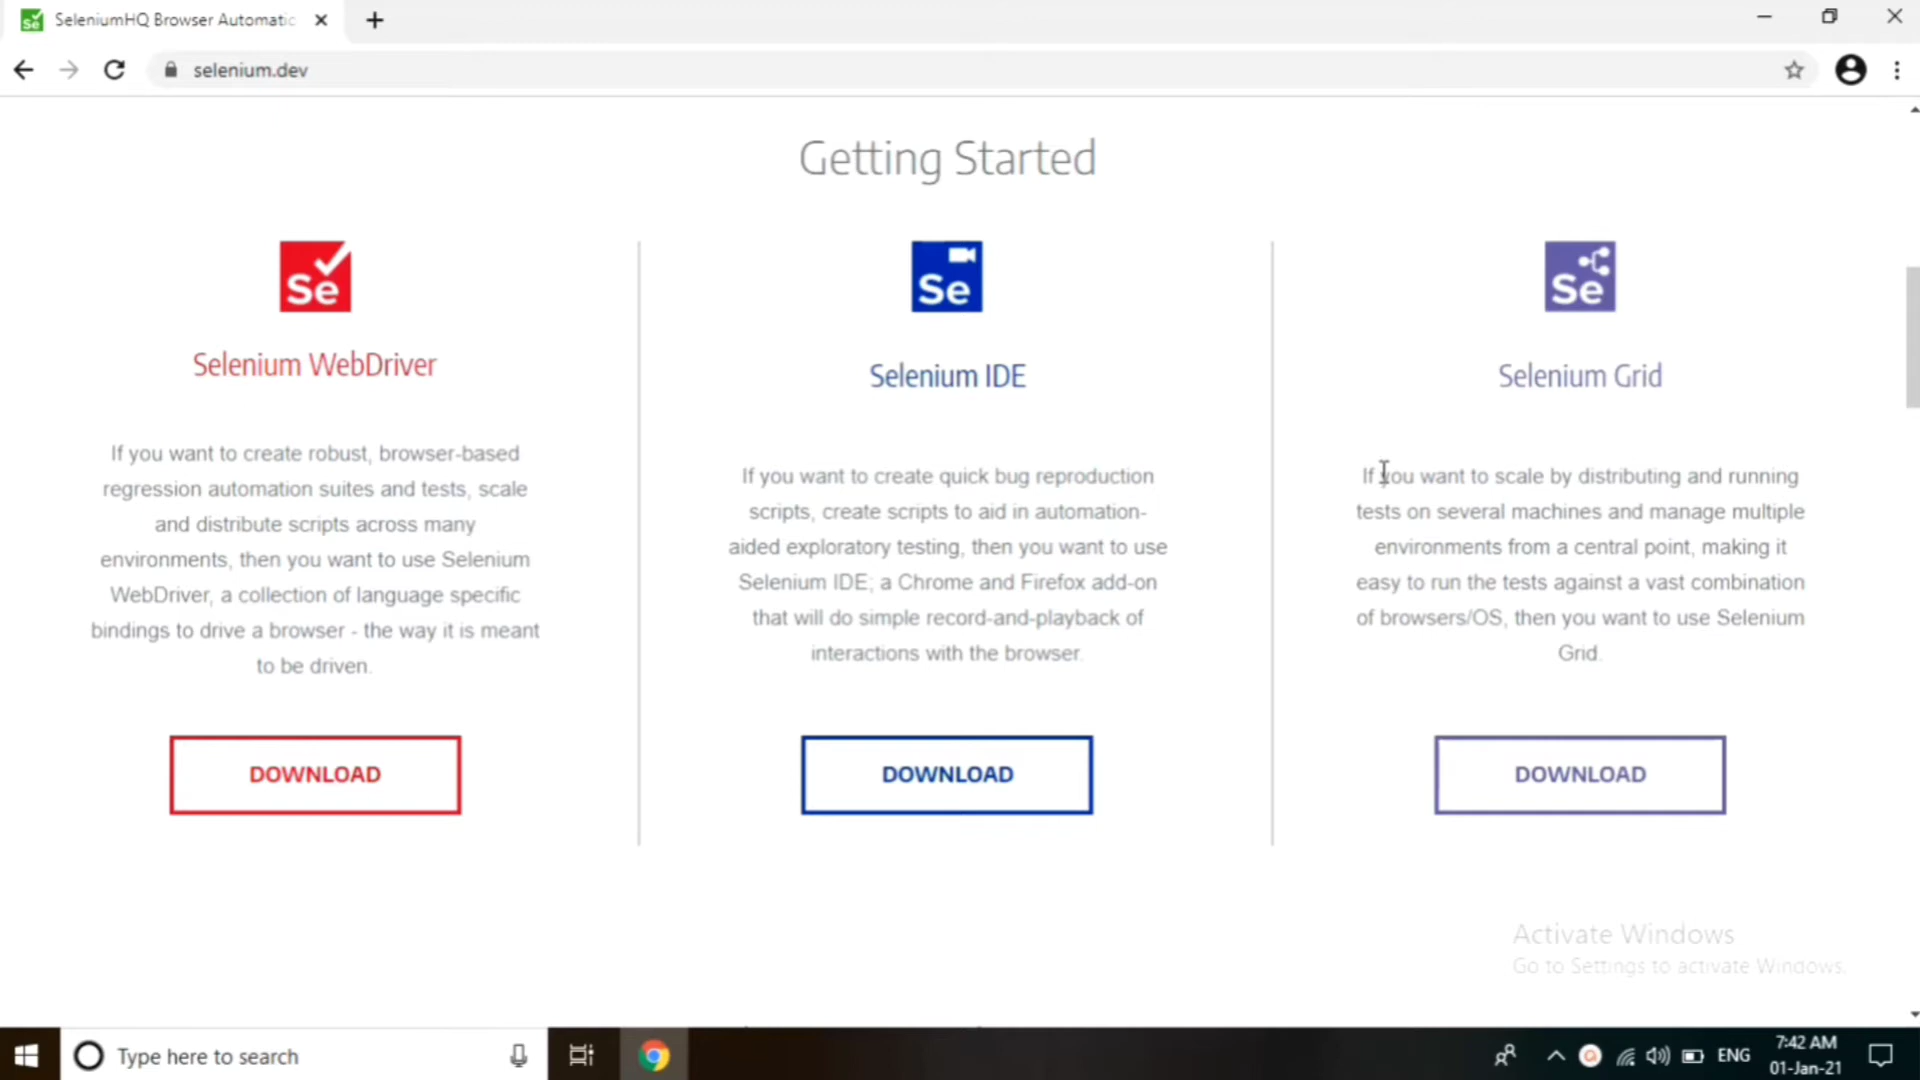 SeleniumHQ Browser Automatic
selenium.dev
Getting Started
Se
Selenium WebDriver
If you want to create robust, browser-based
regression automation suites and tests, scale
and distribute scripts across many
environments, then you want to use Selenium
WebDriver, a collection of language specific
bindings to drive a browser - the way it is meant
to be driven.
DOWNLOAD
Se
Selenium IDE
If you want to create quick bug reproduction
scripts, create scripts to aid in automation-
aided exploratory testing, then you want to use
Selenium IDE; a Chrome and Firefox add-on
that will do simple record-and-playback of
interactions with the browser.
DOWNLOAD
Se
Selenium Grid
If you want to scale by distributing and running
tests on several machines and manage multiple
environments from a central point, making it
easy to run the tests against a vast combination
of browsers/OS, then you want to use Selenium
Grid.
DOWNLOAD
Activate Windows
Go to Settings to activate Windows.
Type here to search
ENG
7:42 AM
01-Jan-21